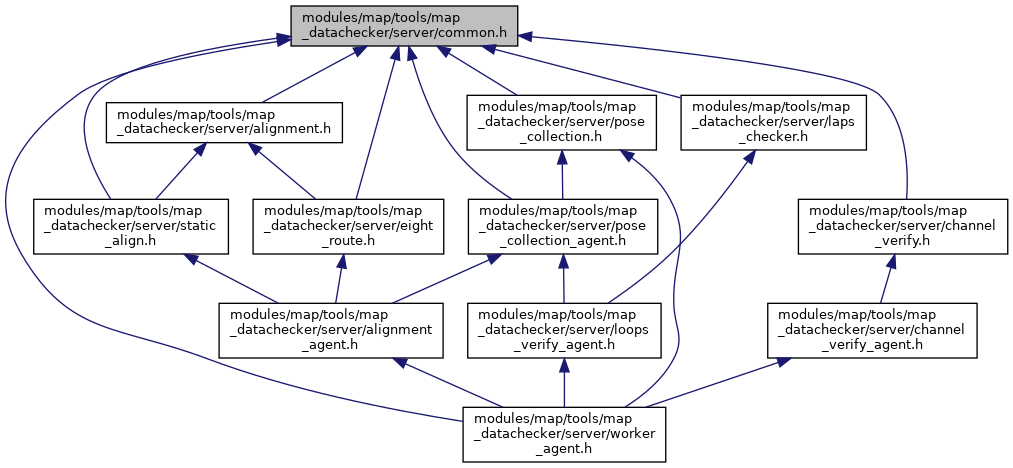 modules/map/tools/map
_datachecker/server/common.h
modules/map/tools/map
_datachecker/server/alignment.h
modules/map/tools/map
_datachecker/server/pose
_collection.h
modules/map/tools/map
_datachecker/server/laps
_checker.h
modules/map/tools/map
_datachecker/server/static
_align.h
modules/map/tools/map
_datachecker/server/eight
_route.h
modules/map/tools/map
_datachecker/server/pose
_collection_agent.h
modules/map/tools/map
_datachecker/server/channel
_verify.h
modules/map/tools/map
_datachecker/server/alignment
_agent.h
modules/map/tools/map
_datachecker/server/loops
_verify_agent.h
modules/map/tools/map
_datachecker/server/channel
_verify_agent.h
modules/map/tools/map
_datachecker/server/worker
_agent.h